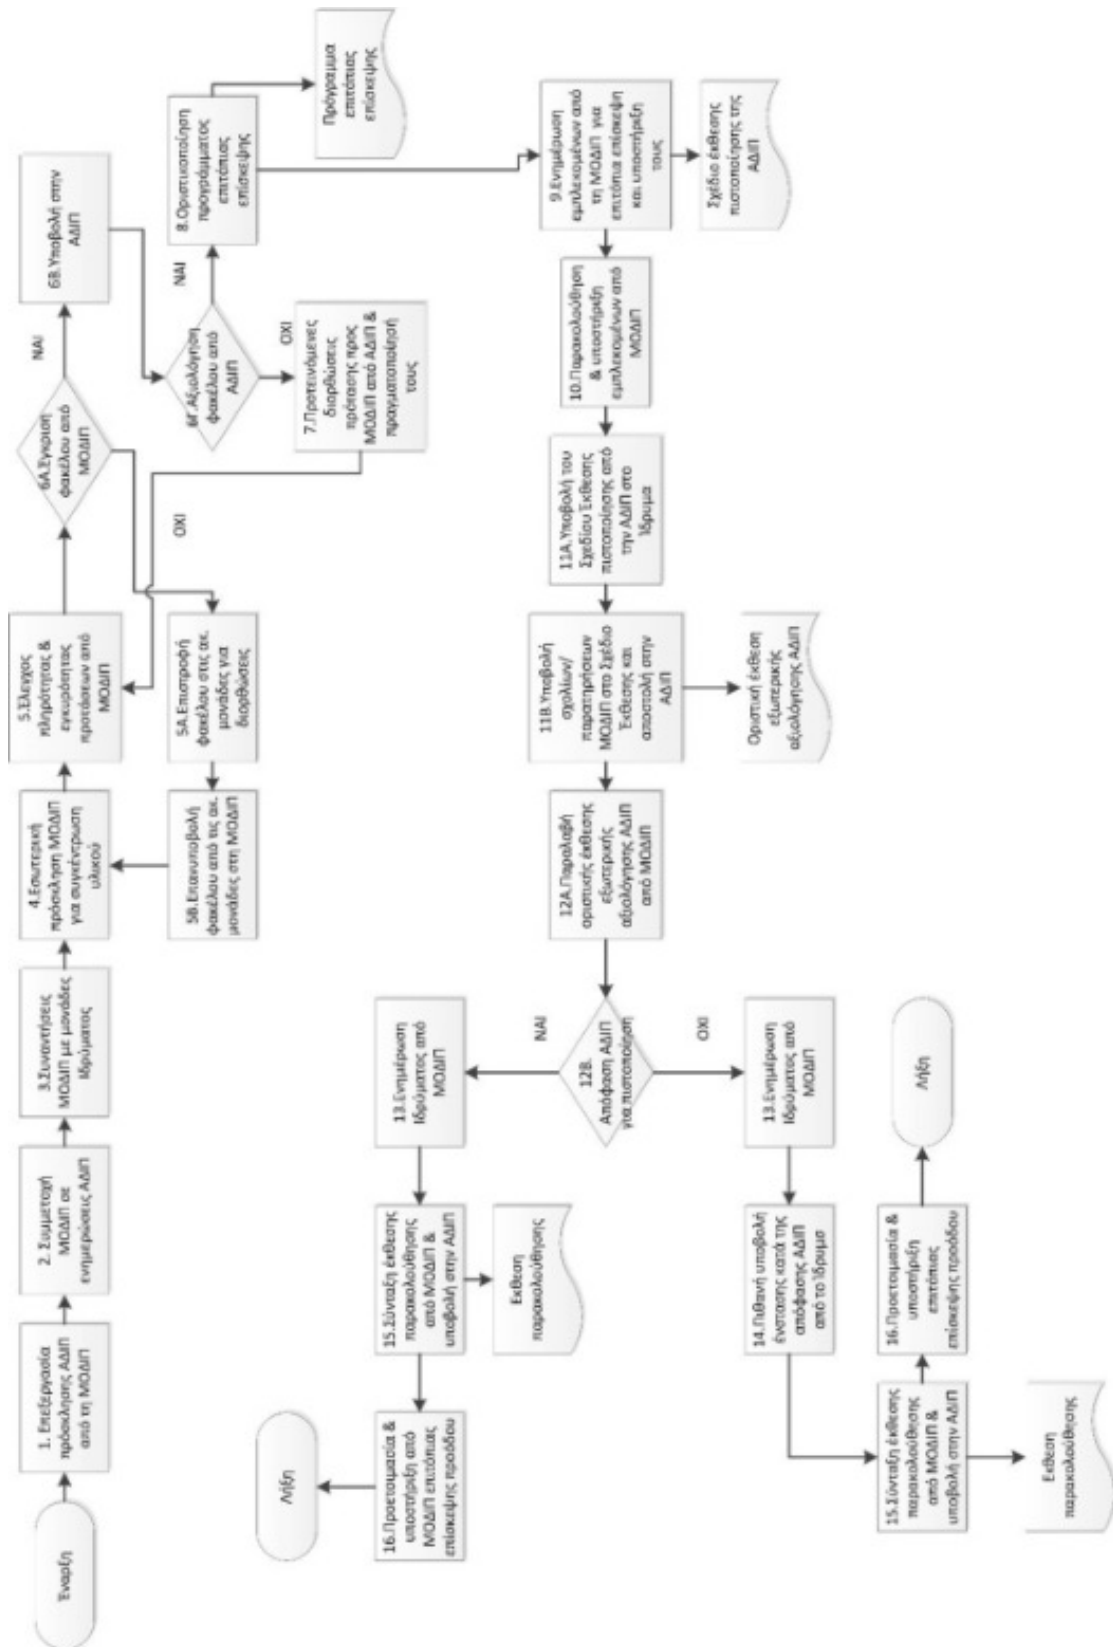 Έναρξη
1. Επεξεργασία
πρόσκλησης ΑΔΙΠ
από τη ΜΟΔΙΠ
2. Συμμετοχή
ΜΟΔΙΠ σε
ενημερώσεις ΑΔΙΠ
3.Συναντήσεις
ΜΟΔΙΠ με μονάδες
Ιδρύματος
4.Εσωτερική
πρόσκληση ΜΟΔΙΠ
για συγκέντρωση
υλικού
5.Έλεγχος
πληρότητας &
εγκυρότητας
προτάσεων από
ΜΟΔΙΠ
6Α.Έγκριση
φακέλου από
ΜΟΔΙΠ
ΝΑΙ
ΟΧΙ
6Β.Υποβολή στην
ΑΔΙΠ
5Α.Επιστροφή
φακέλου στις ακ.
μονάδες για
διορθώσεις
5Β.Επανυποβολή
φακέλου από τις ακ.
μονάδες στη ΜΟΔΙΠ
6Γ.Αξιολόγηση
φακέλου από
ΑΔΙΠ
ΝΑΙ
ΟΧΙ
7.Προτεινόμενες
διορθώσεις
πρότασης προς
ΜΟΔΙΠ από ΑΔΙΠ &
πραγματοποίησή
τους
8.Οριστικοποίηση
προγράμματος
επιτόπιας
επίσκεψης
Πρόγραμμα
επιτόπιας
επίσκεψης
9.Ενημέρωση
εμπλεκομένων από
τη ΜΟΔΙΠ για
επιτόπια επίσκεψη
και υποστήριξη
τους
Σχέδιο έκθεσης
πιστοποίησης της
ΑΔΙΠ
10.Παρακολούθηση
& υποστήριξη
εμπλεκομένων από
ΜΟΔΙΠ
11Α.Υποβολή του
Σχεδίου Έκθεσης
πιστοποίησης από
την ΑΔΙΠ στο
Ίδρυμα
11Β.Υποβολή
σχολίων/
παρατηρήσεων
ΜΟΔΙΠ στο Σχέδιο
Έκθεσης και
αποστολή στην
ΑΔΙΠ
Οριστική έκθεση
εξωτερικής
αξιολόγησης ΑΔΙΠ
12Α.Παραλαβή
οριστικής έκθεσης
εξωτερικής
αξιολόγησης ΑΔΙΠ
από ΜΟΔΙΠ
12Β.
Απόφαση ΑΔΙΠ
για πιστοποίηση
ΝΑΙ
ΟΧΙ
13.Ενημέρωση
Ιδρύματος από
ΜΟΔΙΠ
15.Σύνταξη έκθεσης
παρακολούθησης
από ΜΟΔΙΠ &
υποβολή στην ΑΔΙΠ
Εκθεση
παρακολούθησης
16.Προετοιμασία &
υποστήριξη από
ΜΟΔΙΠ επιτόπιας
επίσκεψης προόδου
Λήξη
13.Ενημέρωση
Ιδρύματος από
ΜΟΔΙΠ
14.Πιθανή υποβολή
ένστασης κατά της
απόφασης ΑΔΙΠ
από το Ίδρυμα
15.Σύνταξη έκθεσης
παρακολούθησης
από ΜΟΔΙΠ &
υποβολή στην ΑΔΙΠ
Εκθεση
παρακολούθησης
16.Προετοιμασία &
υποστήριξη
επιτόπιας
επίσκεψης προόδου
Λήξη